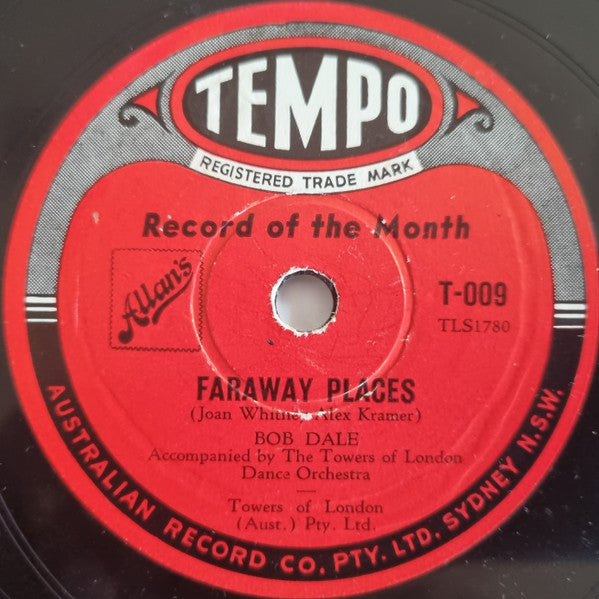 TEMPO
REGISTERED TRADE MARK
Record of the Month
Allan's
T-009
TLS1780
FARAWAY PLACES
(Joan Alex Kramer)
BOB DALE
Accompanied by The Towers of London
Dance Orchestra
Towers of London
(Aust.) Pty. Ltd.
AUSTRALIAN RECORD CO. PTY. LTD. SYDNEY N.S.W.